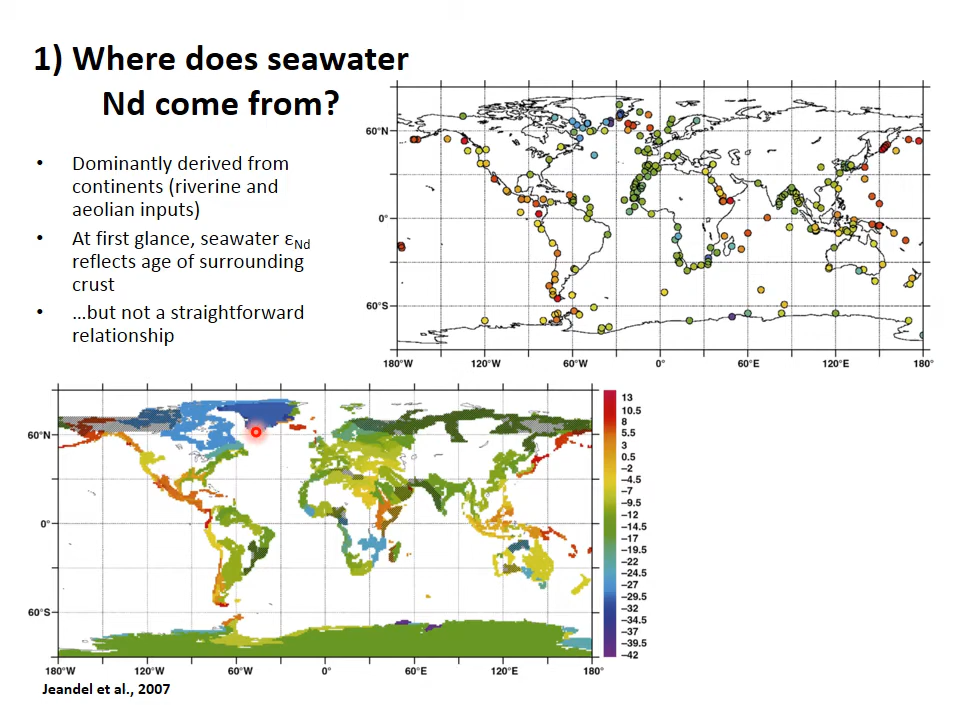 1) Where does seawater
Nd come from?
• Dominantly derived from
continents (riverine and
aeolian inputs)
• At first glance, seawater εNd
reflects age of surrounding
crust
• …but not a straightforward
relationship
60°N
0°
60°S
180°W 120°W 60°W 0° 60°E 120°E 180°
60°N
0°
60°S
180°W 120°W 60°W 0° 60°E 120°E 180°
13
10.5
8
5.5
3
0.5
−2
−4.5
−7
−9.5
−12
−14.5
−17
−19.5
−22
−24.5
−27
−29.5
−32
−34.5
−37
−39.5
−42
Jeandel et al., 2007